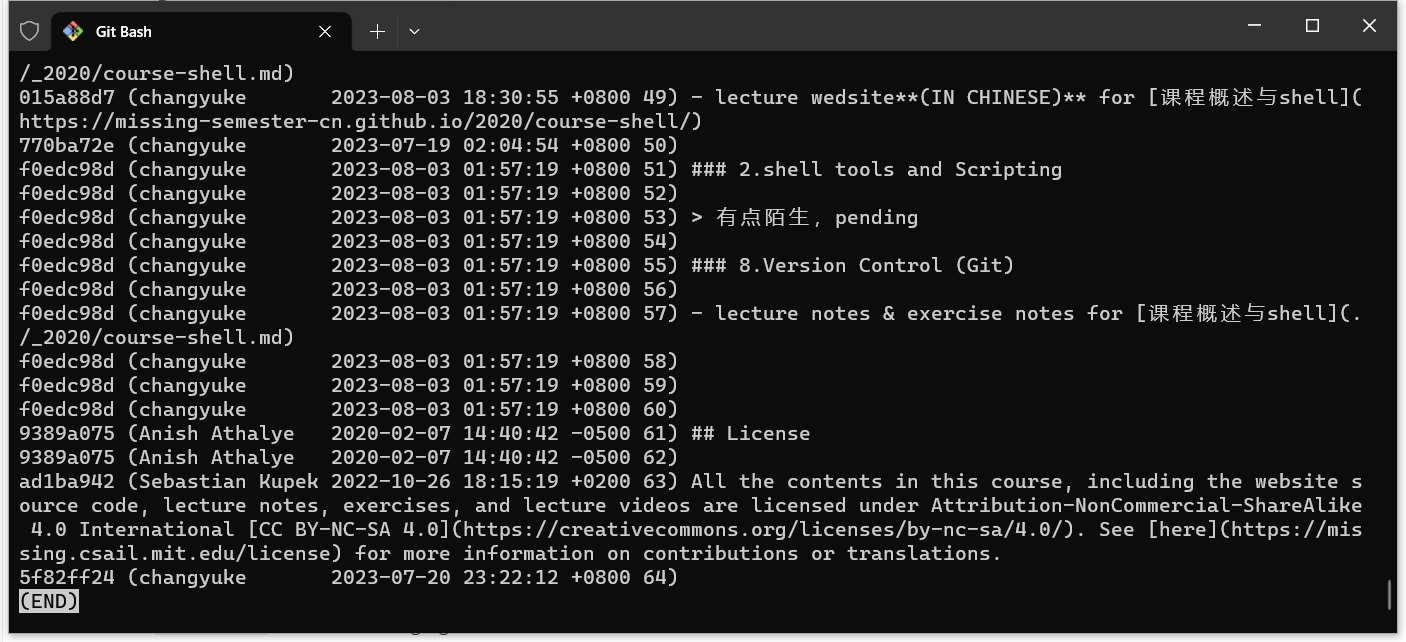 Git Bash
/_2020/course-shell.md)
015a88d7 (changyuke       2023-08-03 18:30:55 +0800 49) - lecture wedsite**(IN CHINESE)** for [课程概述与shell](
https://missing-semester-cn.github.io/2020/course-shell/)
770ba72e (changyuke       2023-07-19 02:04:54 +0800 50)
f0edc98d (changyuke       2023-08-03 01:57:19 +0800 51) ### 2.shell tools and Scripting
f0edc98d (changyuke       2023-08-03 01:57:19 +0800 52)
f0edc98d (changyuke       2023-08-03 01:57:19 +0800 53) > 有点陌生，pending
f0edc98d (changyuke       2023-08-03 01:57:19 +0800 54)
f0edc98d (changyuke       2023-08-03 01:57:19 +0800 55) ### 8.Version Control (Git)
f0edc98d (changyuke       2023-08-03 01:57:19 +0800 56)
f0edc98d (changyuke       2023-08-03 01:57:19 +0800 57) - lecture notes & exercise notes for [课程概述与shell](.
/_2020/course-shell.md)
f0edc98d (changyuke       2023-08-03 01:57:19 +0800 58)
f0edc98d (changyuke       2023-08-03 01:57:19 +0800 59)
f0edc98d (changyuke       2023-08-03 01:57:19 +0800 60)
9389a075 (Anish Athalye   2020-02-07 14:40:42 -0500 61) ## License
9389a075 (Anish Athalye   2020-02-07 14:40:42 -0500 62)
ad1ba942 (Sebastian Kupek 2022-10-26 18:15:19 +0200 63) All the contents in this course, including the website s
ource code, lecture notes, exercises, and lecture videos are licensed under Attribution-NonCommercial-ShareAlike
 4.0 International [CC BY-NC-SA 4.0](https://creativecommons.org/licenses/by-nc-sa/4.0/). See [here](https://mis
sing.csail.mit.edu/license) for more information on contributions or translations.
5f82ff24 (changyuke       2023-07-20 23:22:12 +0800 64)
(END)